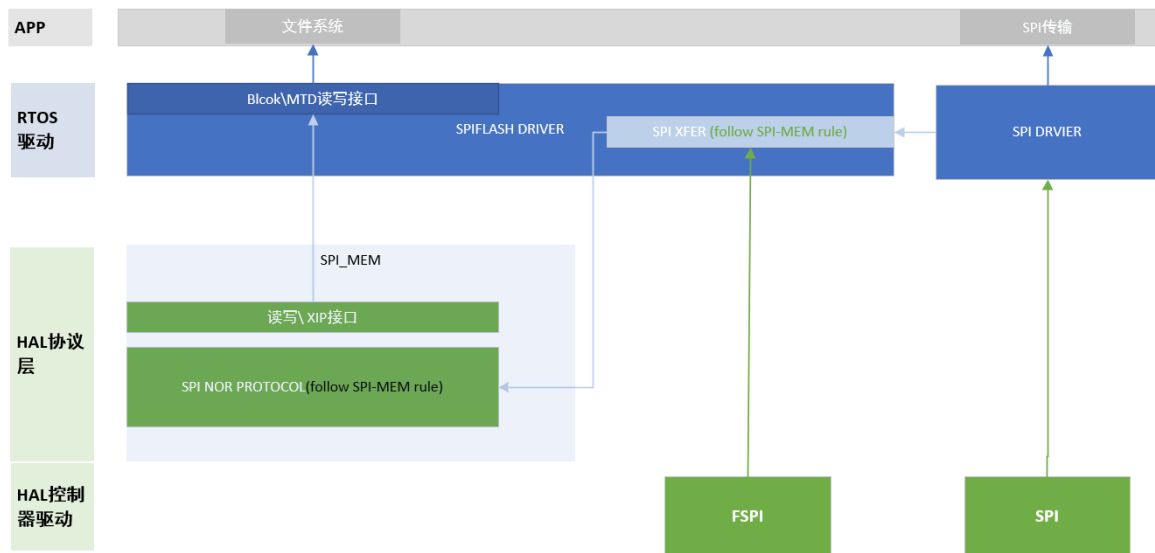 APP
文件系统
SPI传输
RTOS
驱动
Blcok\MTD读写接口
SPIFLASH DRIVER
SPI XFER (follow SPI-MEM rule)
SPI DRVIER
SPI_MEM
读写\ XIP接口
HAL协议
层
SPI NOR PROTOCOL(follow SPI-MEM rule)
HAL控制
器驱动
FSPI
SPI